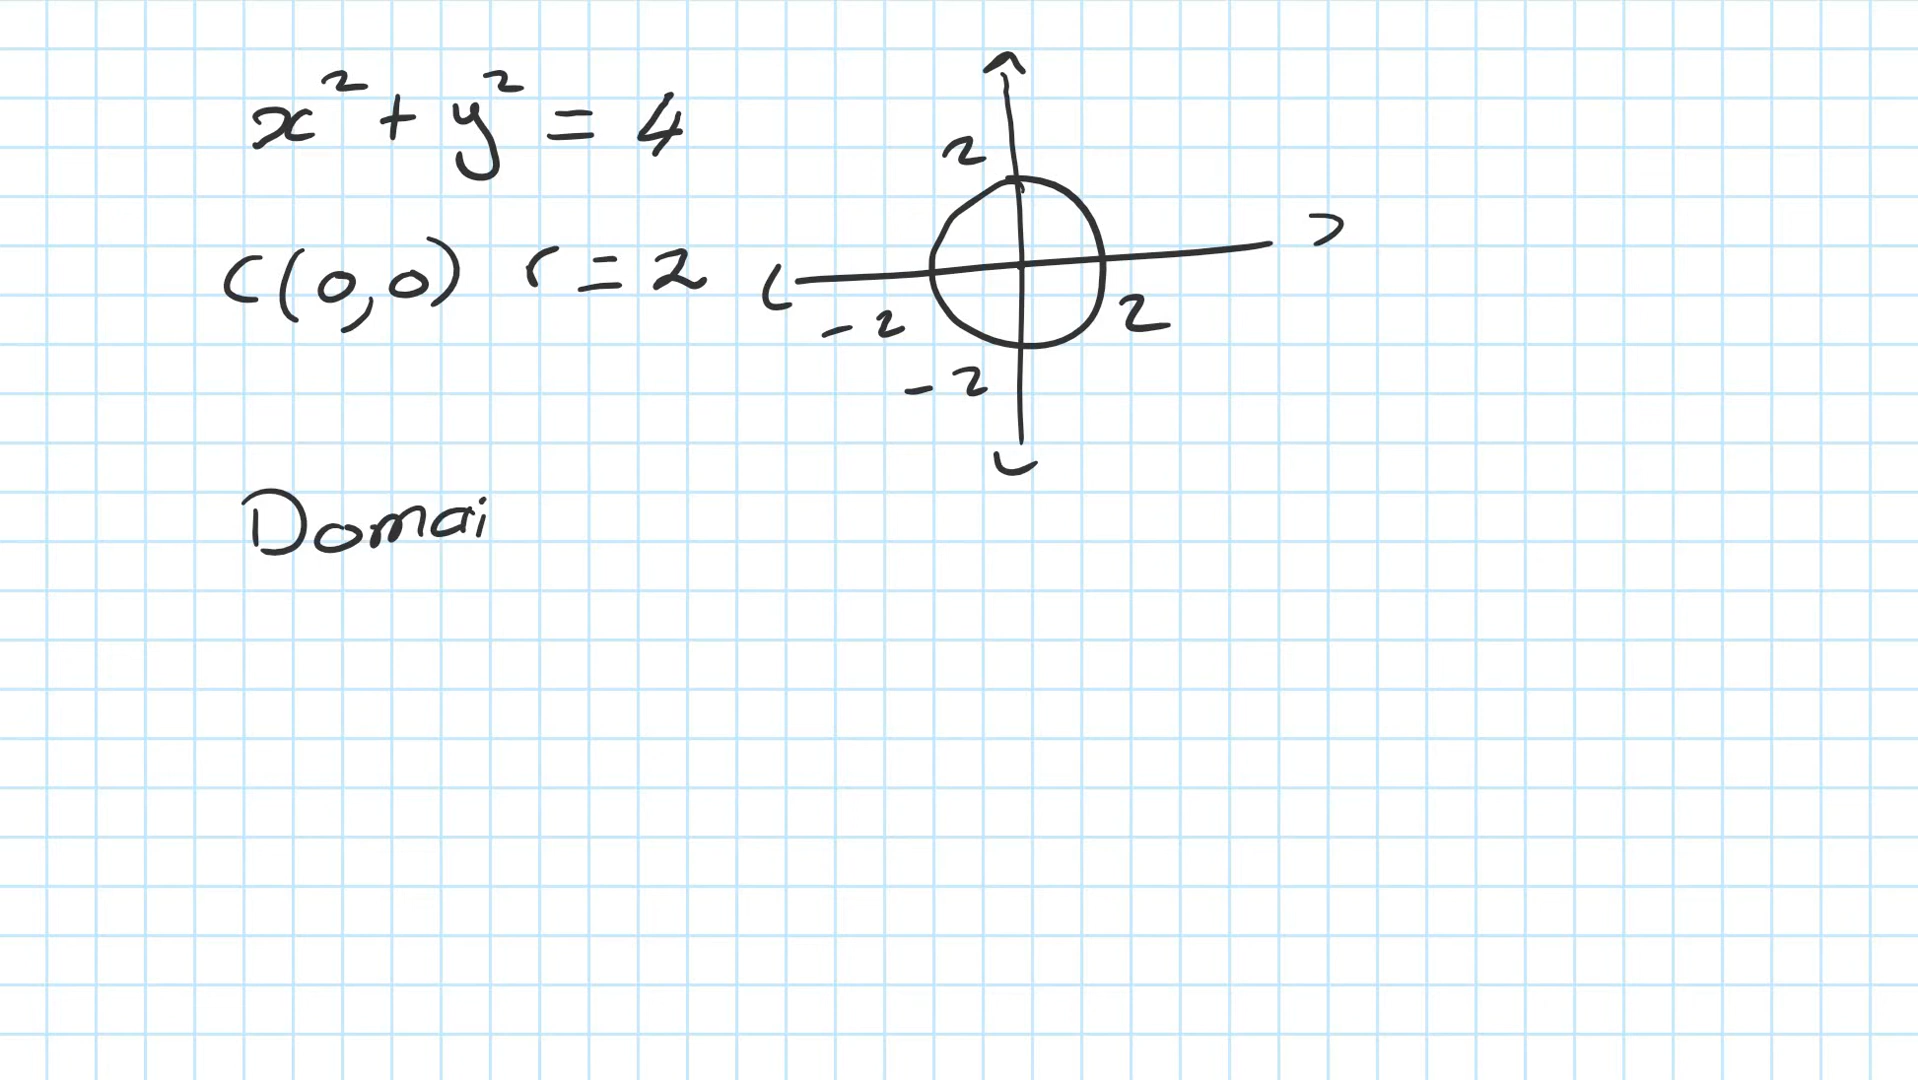 x² + y² = 4
C(0,0) r = 2
2
-2
2
-2
Domai